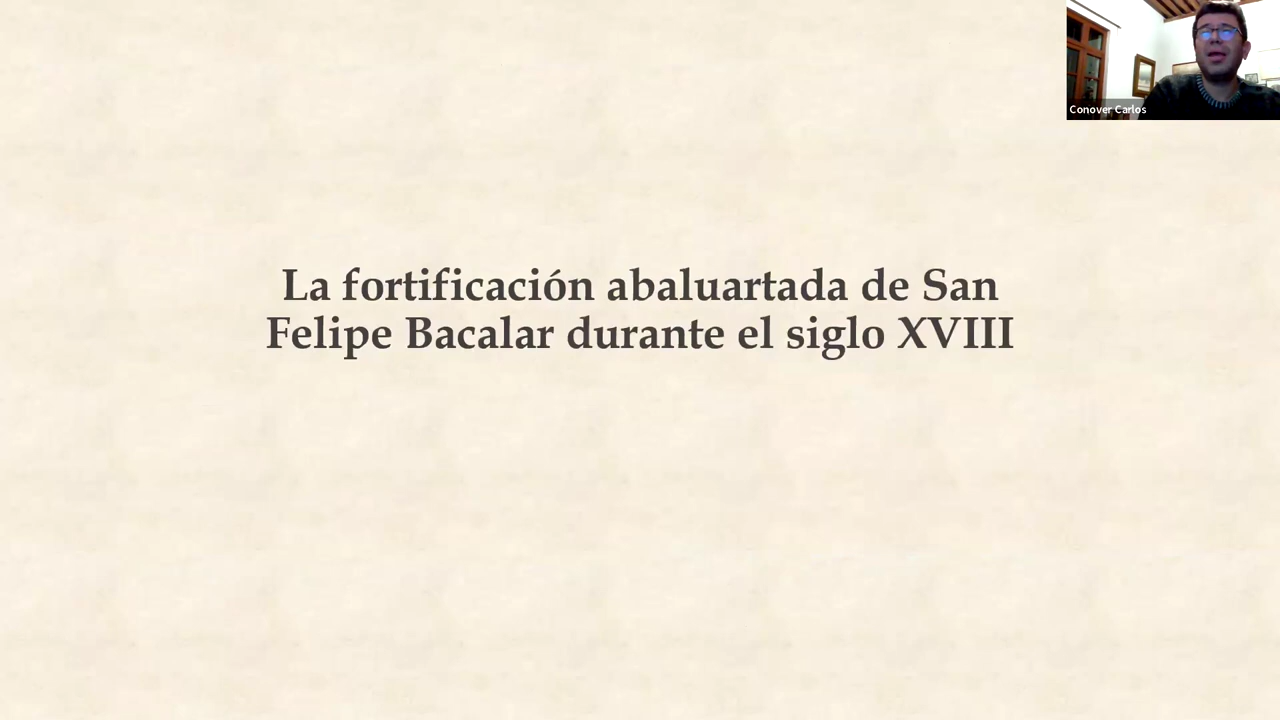 Conover Carlos
La fortificación abaluartada de San
Felipe Bacalar durante el siglo XVIII